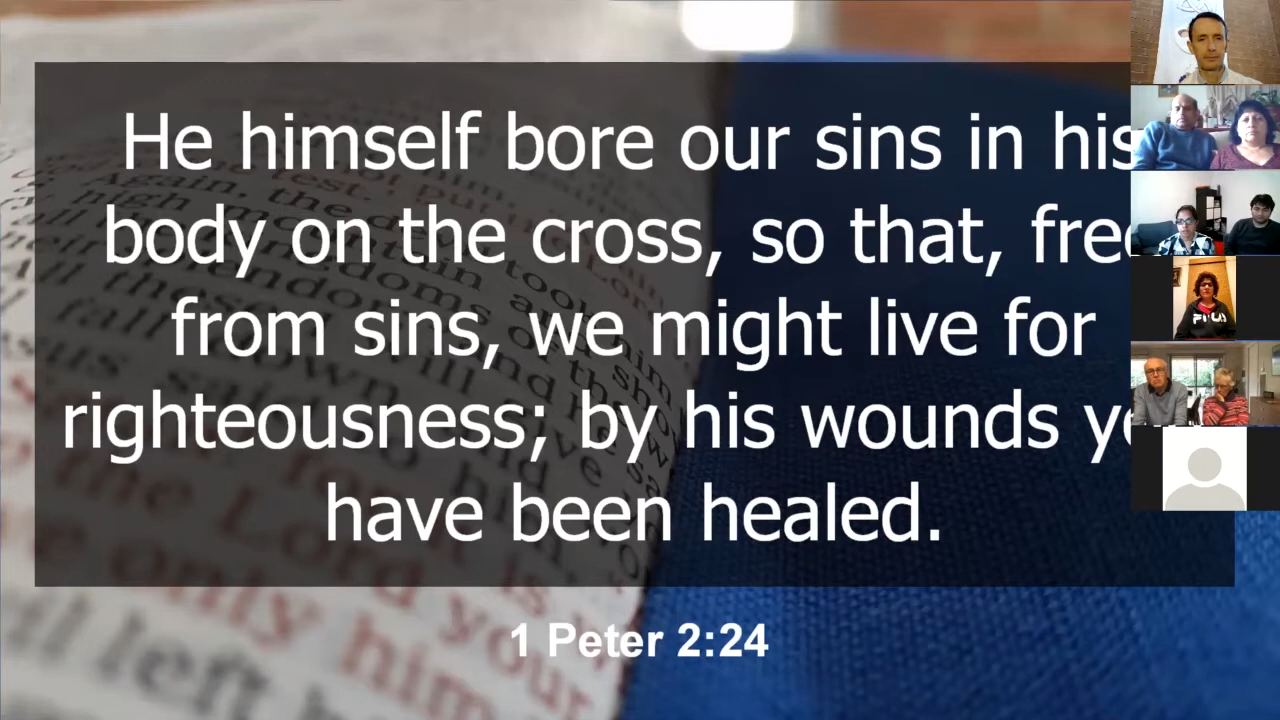 He himself bore our sins in his
body on the cross, so that, free
from sins, we might live for
righteousness; by his wounds
have been healed.
1 Peter 2:24
FILA